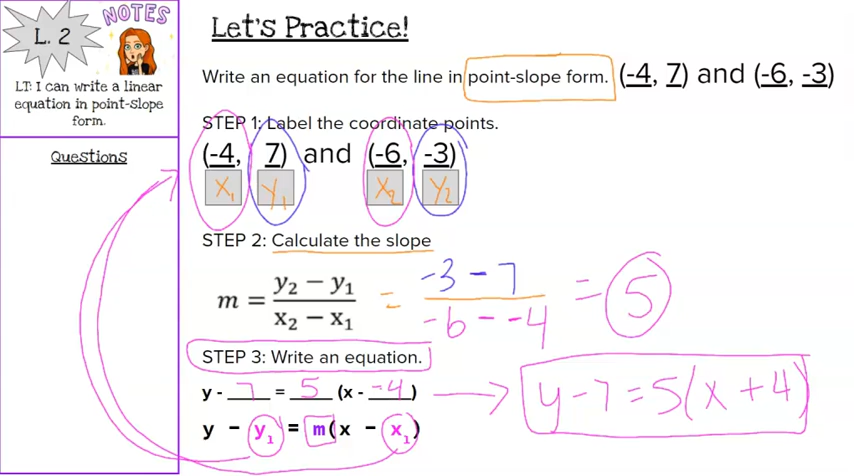 NOTES
L. 2
LT: I can write a linear
equation in point-slope
form.
Questions
Let's Practice!
Write an equation for the line in point-slope form. (-4, 7) and (-6, -3)
STEP 1: Label the coordinate points.
(-4, 7) and (-6, -3)
X₁ Y₁ X₂ Y₂
STEP 2: Calculate the slope
m = (y₂ − y₁)/(x₂ − x₁) = (-3 - 7)/(-6 - -4) = 5
STEP 3: Write an equation.
y - 7 = 5 (x - -4) → y - 7 = 5(x + 4)
y − y₁ = m(x − x₁)